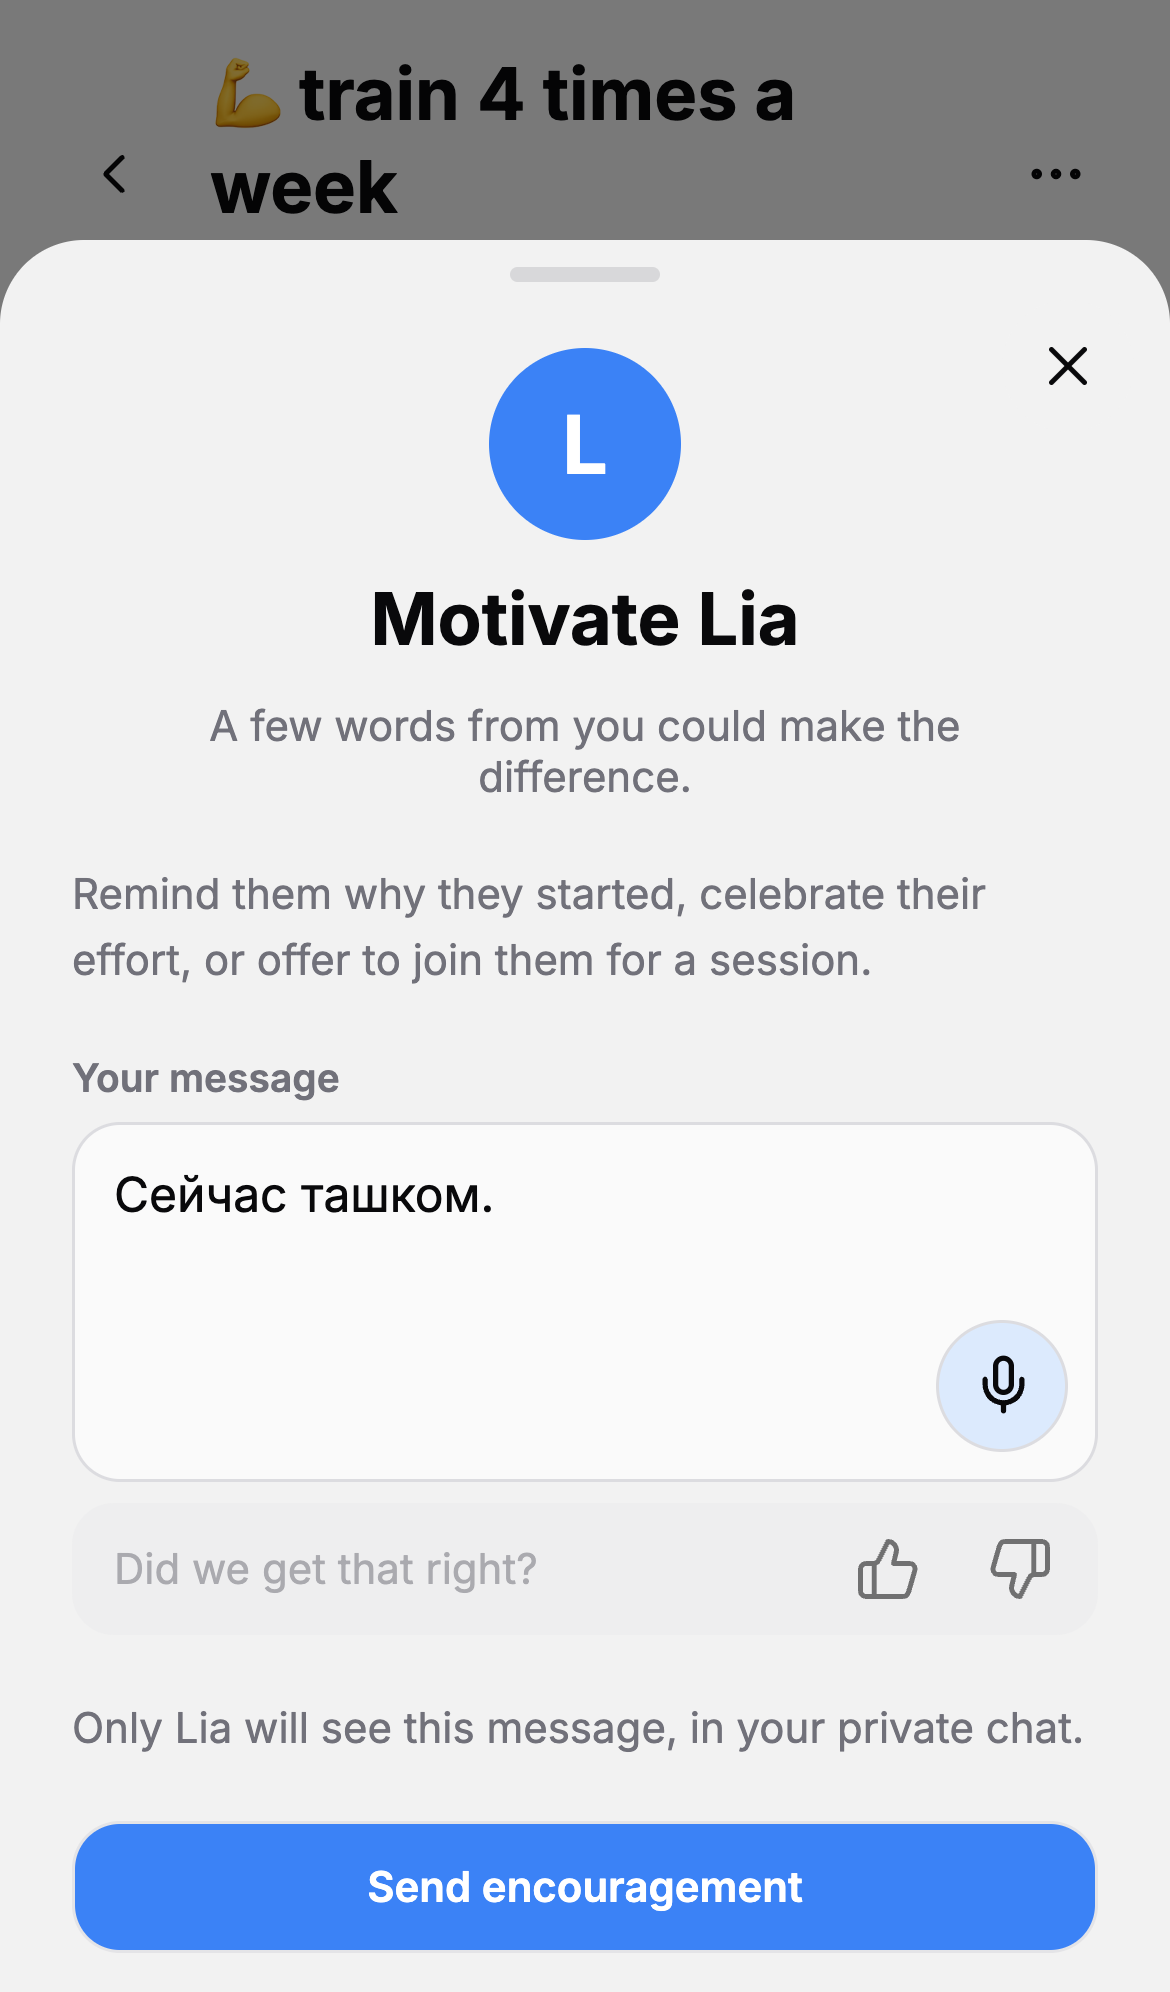 💪 train 4 times a
week
L
Motivate Lia
A few words from you could make the
difference.
Remind them why they started, celebrate their
effort, or offer to join them for a session.
Your message
Сейчас ташком.
Did we get that right?
Only Lia will see this message, in your private chat.
Send encouragement